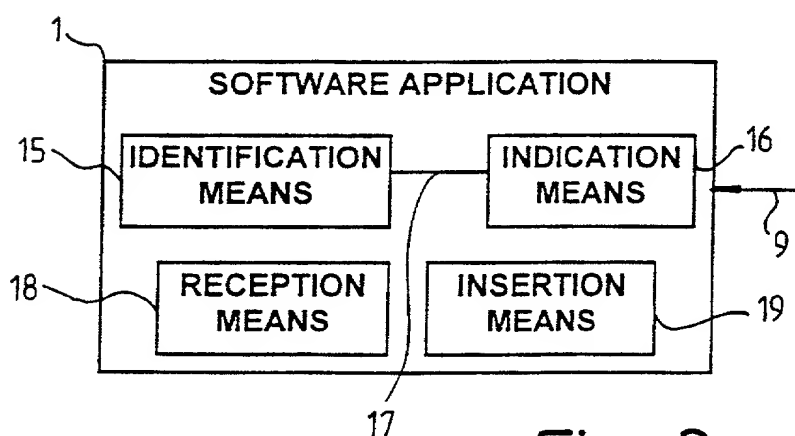 1
SOFTWARE APPLICATION
15
IDENTIFICATION
MEANS
INDICATION
MEANS
16
9
18
RECEPTION
MEANS
INSERTION
MEANS
19
17